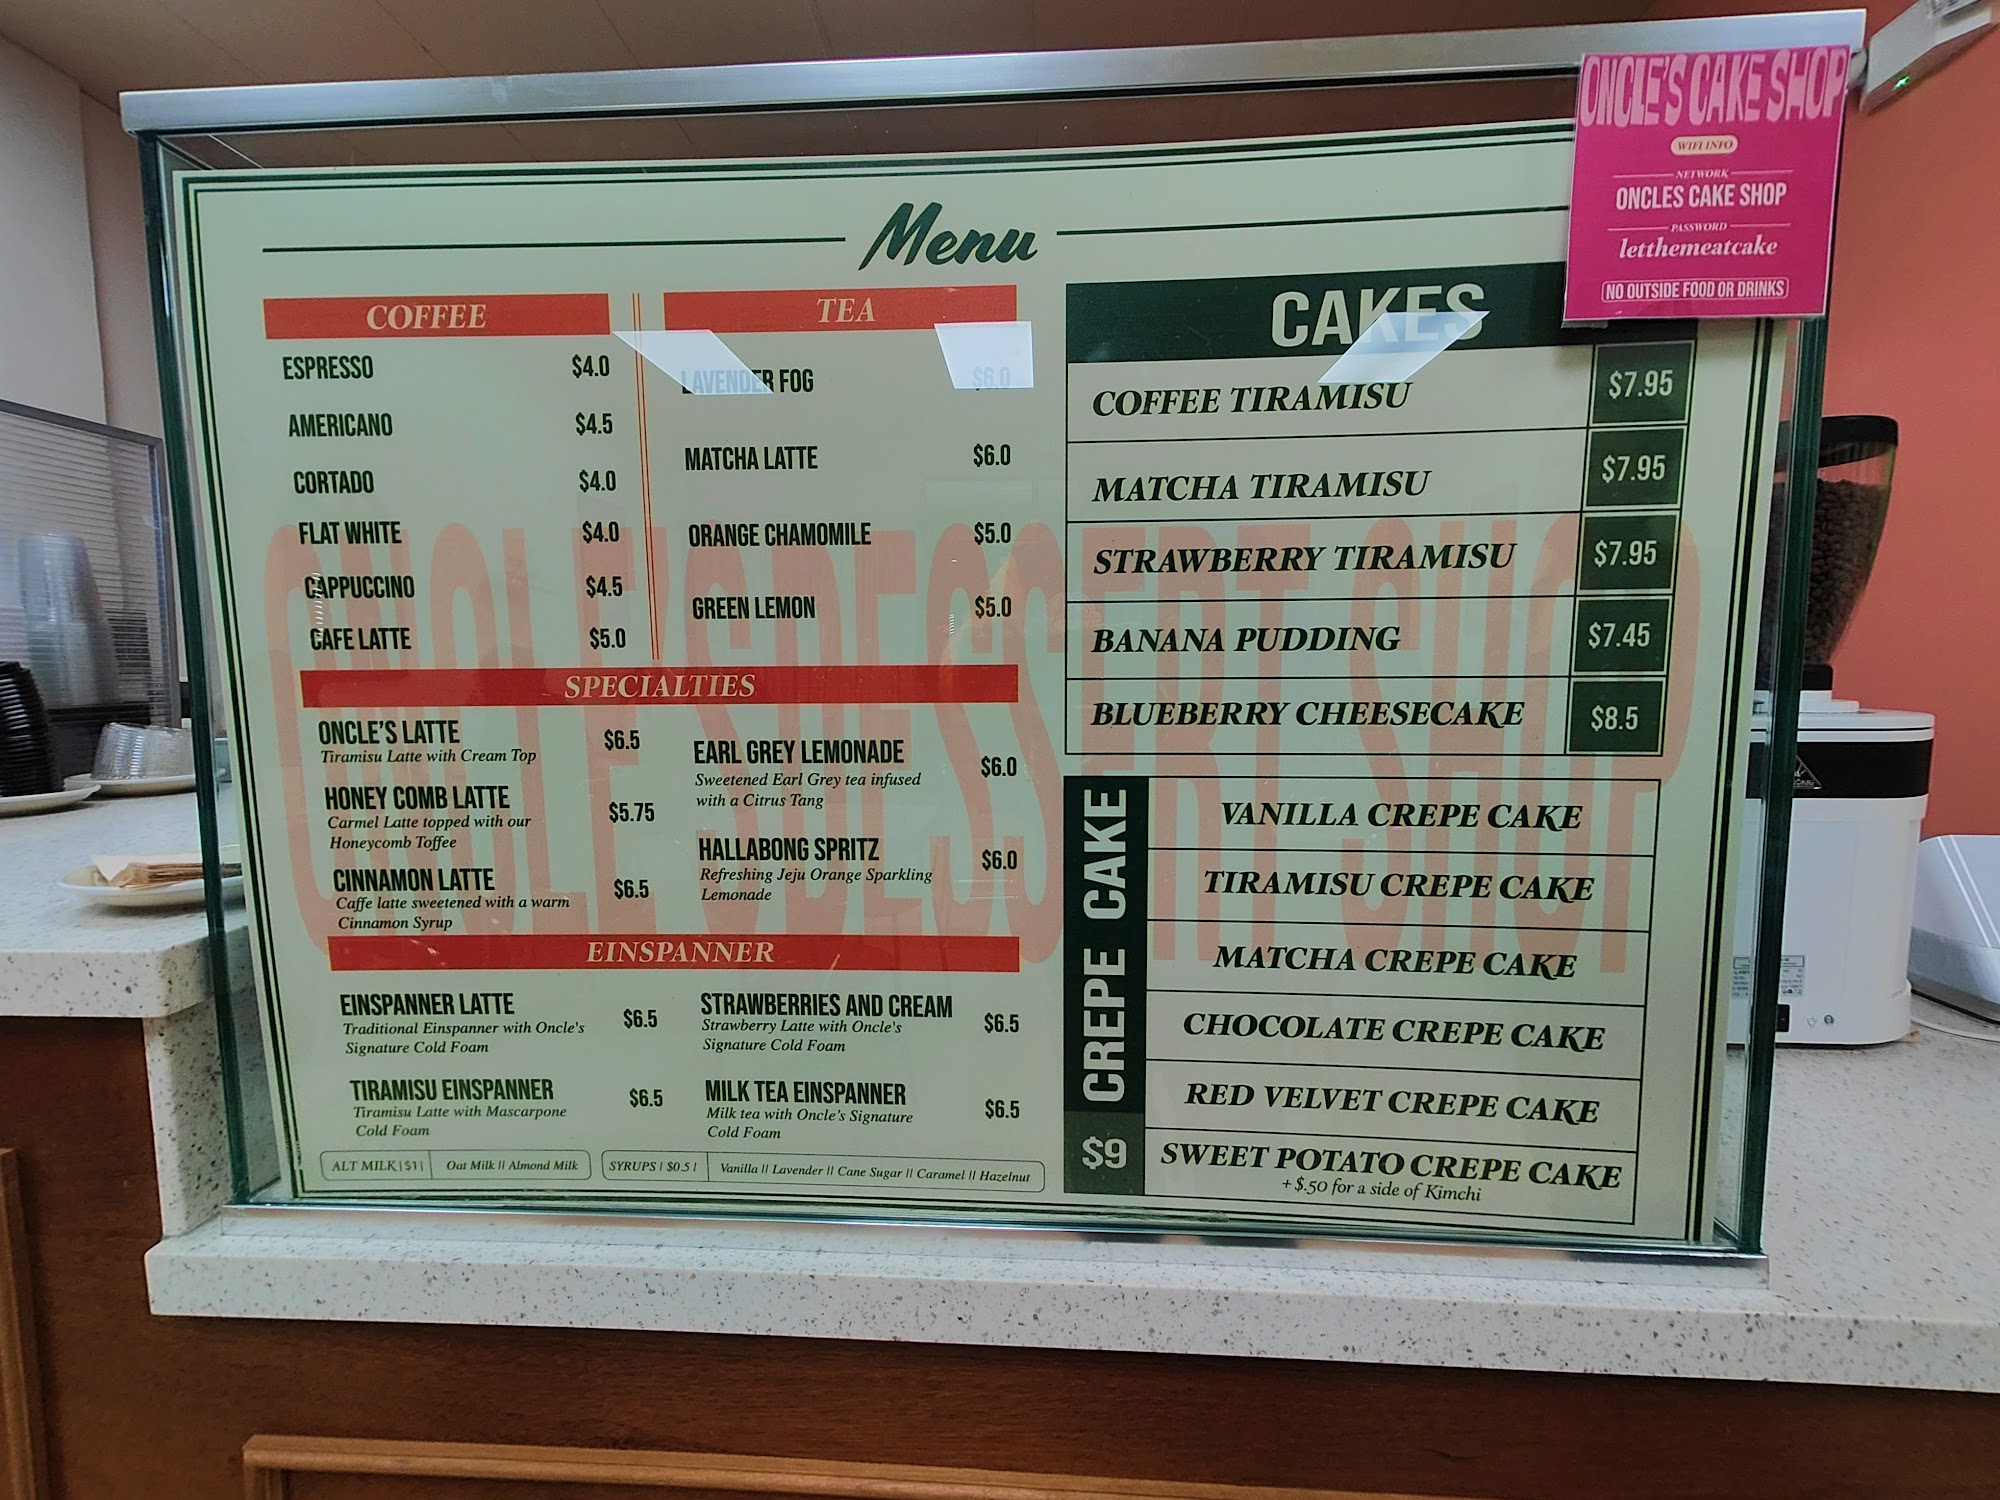 ONCLE'S CAKE SHOP
WIFI INFO
NETWORK
ONCLES CAKE SHOP
PASSWORD
letthemeatcake
NO OUTSIDE FOOD OR DRINKS
Menu
COFFEE
ESPRESSO $4.0
AMERICANO $4.5
CORTADO $4.0
FLAT WHITE $4.0
CAPPUCCINO $4.5
CAFE LATTE $5.0
TEA
LAVENDER FOG $6.0
MATCHA LATTE $6.0
ORANGE CHAMOMILE $5.0
GREEN LEMON $5.0
SPECIALTIES
ONCLE'S LATTE $6.5
Tiramisu Latte with Cream Top
HONEY COMB LATTE $5.75
Carmel Latte topped with our
Honeycomb Toffee
CINNAMON LATTE $6.5
Caffe latte sweetened with a warm
Cinnamon Syrup
EARL GREY LEMONADE $6.0
Sweetened Earl Grey tea infused
with a Citrus Tang
HALLABONG SPRITZ $6.0
Refreshing Jeju Orange Sparkling
Lemonade
EINSPANNER
EINSPANNER LATTE $6.5
Traditional Einspanner with Oncle's
Signature Cold Foam
TIRAMISU EINSPANNER $6.5
Tiramisu Latte with Mascarpone
Cold Foam
STRAWBERRIES AND CREAM $6.5
Strawberry Latte with Oncle's
Signature Cold Foam
MILK TEA EINSPANNER $6.5
Milk tea with Oncle's Signature
Cold Foam
ALT MILK | $1 | Oat Milk || Almond Milk
SYRUPS | $0.5 | Vanilla || Lavender || Cane Sugar || Caramel || Hazelnut
CAKES
COFFEE TIRAMISU $7.95
MATCHA TIRAMISU $7.95
STRAWBERRY TIRAMISU $7.95
BANANA PUDDING $7.45
BLUEBERRY CHEESECAKE $8.5
CREPE CAKE
$9
VANILLA CREPE CAKE
TIRAMISU CREPE CAKE
MATCHA CREPE CAKE
CHOCOLATE CREPE CAKE
RED VELVET CREPE CAKE
SWEET POTATO CREPE CAKE
+ $.50 for a side of Kimchi
ONCLE'S DESSERT SHOP